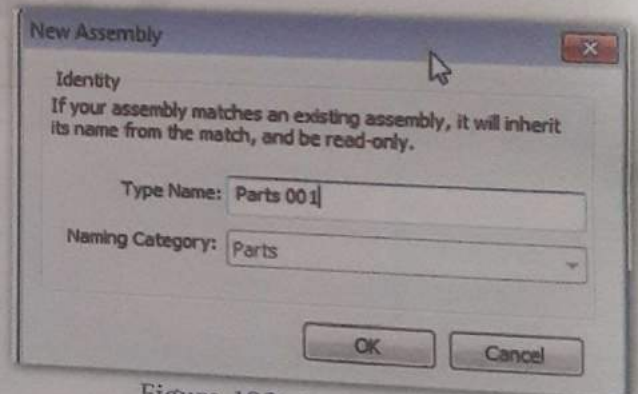 New Assembly
Identity
If your assembly matches an existing assembly, it will inherit
its name from the match, and be read-only.
Type Name: Parts 001
Naming Category: Parts
OK Cancel
Figure